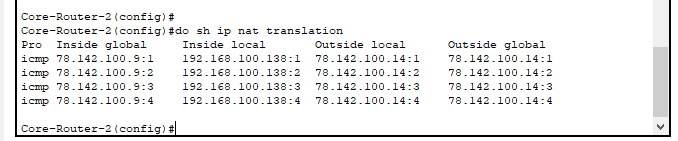 Core-Router-2(config)#
Core-Router-2(config)#do sh ip nat translation
Pro  Inside global     Inside local       Outside local      Outside global
icmp 78.142.100.9:1    192.168.100.138:1  78.142.100.14:1    78.142.100.14:1
icmp 78.142.100.9:2    192.168.100.138:2  78.142.100.14:2    78.142.100.14:2
icmp 78.142.100.9:3    192.168.100.138:3  78.142.100.14:3    78.142.100.14:3
icmp 78.142.100.9:4    192.168.100.138:4  78.142.100.14:4    78.142.100.14:4
Core-Router-2(config)#